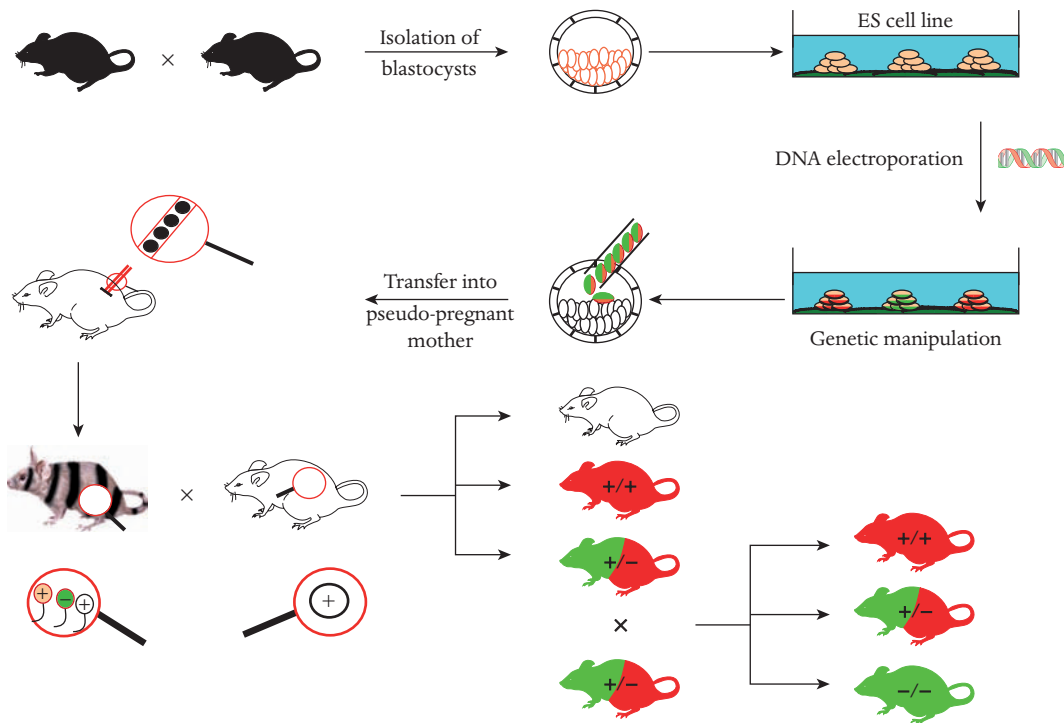 ×
Isolation of
blastocysts
ES cell line
DNA electroporation
Genetic manipulation
Transfer into
pseudo-pregnant
mother
×
+
−
+
+
+/+
+/−
×
+/−
+/+
+/−
−/−